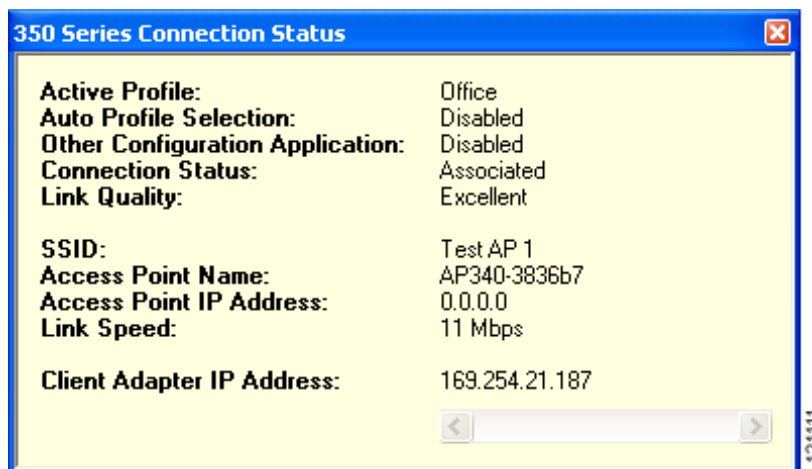 350 Series Connection Status
Active Profile: Office
Auto Profile Selection: Disabled
Other Configuration Application: Disabled
Connection Status: Associated
Link Quality: Excellent
SSID: Test AP 1
Access Point Name: AP340-3836b7
Access Point IP Address: 0.0.0.0
Link Speed: 11 Mbps
Client Adapter IP Address: 169.254.21.187